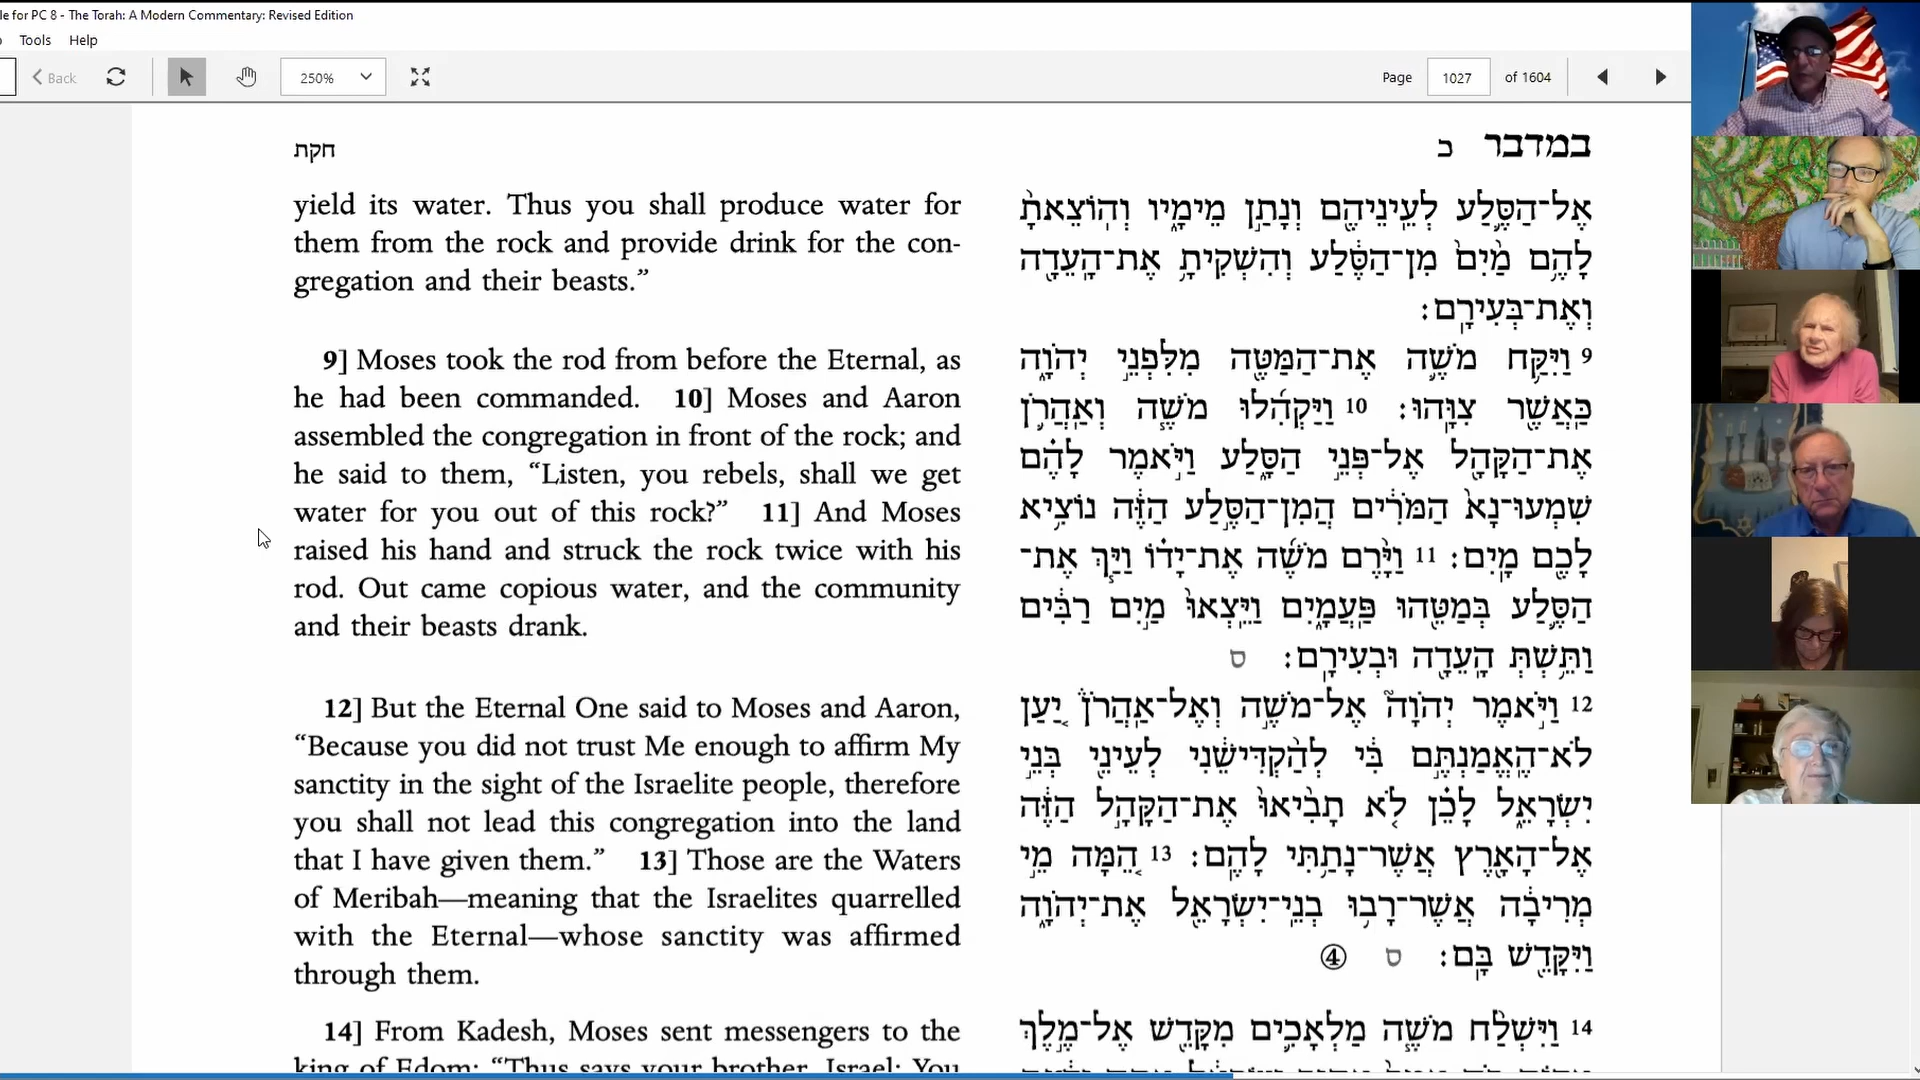 le for PC 8 - The Torah: A Modern Commentary: Revised Edition
Tools Help
Back 250% Page 1027 of 1604
חקת
yield its water. Thus you shall produce water for
them from the rock and provide drink for the con-
gregation and their beasts.”
9] Moses took the rod from before the Eternal, as
he had been commanded. 10] Moses and Aaron
assembled the congregation in front of the rock; and
he said to them, “Listen, you rebels, shall we get
water for you out of this rock?” 11] And Moses
raised his hand and struck the rock twice with his
rod. Out came copious water, and the community
and their beasts drank.
12] But the Eternal One said to Moses and Aaron,
“Because you did not trust Me enough to affirm My
sanctity in the sight of the Israelite people, therefore
you shall not lead this congregation into the land
that I have given them.” 13] Those are the Waters
of Meribah—meaning that the Israelites quarrelled
with the Eternal—whose sanctity was affirmed
through them.
14] From Kadesh, Moses sent messengers to the
king of Edom: “Thus says your brother, Israel: You
במדבר כ
אֶל־הַסֶּ֛לַע לְעֵינֵיהֶ֖ם וְנָתַ֣ן מֵימָ֑יו וְהוֹצֵאתָ֨
לָהֶ֥ם מַ֙יִם֙ מִן־הַסֶּ֔לַע וְהִשְׁקִיתָ֥ אֶת־הָעֵדָ֖ה
וְאֶת־בְּעִירָֽם׃
9 וַיִּקַּ֥ח מֹשֶׁ֛ה אֶת־הַמַּטֶּ֖ה מִלִּפְנֵ֣י יְהֹוָ֑ה
כַּאֲשֶׁ֖ר צִוָּֽהוּ׃ 10 וַיַּקְהִ֜לוּ מֹשֶׁ֧ה וְאַהֲרֹ֛ן
אֶת־הַקָּהָ֖ל אֶל־פְּנֵ֣י הַסָּ֑לַע וַיֹּ֣אמֶר לָהֶ֗ם
שִׁמְעוּ־נָא֙ הַמֹּרִ֔ים הֲמִן־הַסֶּ֣לַע הַזֶּ֔ה נוֹצִ֥יא
לָכֶ֖ם מָֽיִם׃ 11 וַיָּ֨רֶם מֹשֶׁ֜ה אֶת־יָד֗וֹ וַיַּ֧ךְ אֶת־
הַסֶּ֛לַע בְּמַטֵּ֖הוּ פַּעֲמָ֑יִם וַיֵּצְאוּ֙ מַ֣יִם רַבִּ֔ים
וַתֵּ֥שְׁתְּ הָעֵדָ֖ה וּבְעִירָֽם׃ ס
12 וַיֹּ֣אמֶר יְהֹוָה֮ אֶל־מֹשֶׁ֣ה וְאֶֽל־אַהֲרֹן֒ יַ֚עַן
לֹא־הֶאֱמַנְתֶּ֣ם בִּ֔י לְהַ֨קְדִּישֵׁ֔נִי לְעֵינֵ֖י בְּנֵ֣י
יִשְׂרָאֵ֑ל לָכֵ֗ן לֹ֤א תָבִ֙יאוּ֙ אֶת־הַקָּהָ֣ל הַזֶּ֔ה
אֶל־הָאָ֖רֶץ אֲשֶׁר־נָתַ֥תִּי לָהֶֽם׃ 13 הֵ֚מָּה מֵ֣י
מְרִיבָ֔ה אֲשֶׁר־רָב֥וּ בְנֵֽי־יִשְׂרָאֵ֖ל אֶת־יְהֹוָ֑ה
וַיִּקָּדֵ֖שׁ בָּֽם׃ ס ④
14 וַיִּשְׁלַ֨ח מֹשֶׁ֧ה מַלְאָכִ֛ים מִקָּדֵ֖שׁ אֶל־מֶ֣לֶךְ